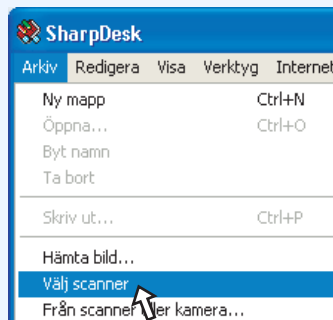 SharpDesk
Arkiv Redigera Visa Verktyg Internet
Ny mapp Ctrl+N
Öppna... Ctrl+O
Byt namn
Ta bort
Skriv ut... Ctrl+P
Hämta bild...
Välj scanner
Från scanner eller kamera...